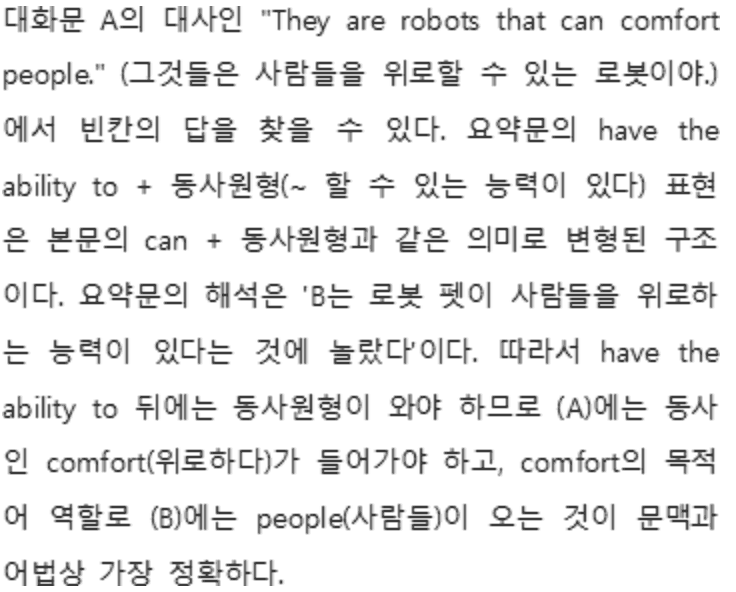 대화문 A의 대사인 "They are robots that can comfort
people." (그것들은 사람들을 위로할 수 있는 로봇이야.)
에서 빈칸의 답을 찾을 수 있다. 요약문의 have the
ability to + 동사원형(~ 할 수 있는 능력이 있다) 표현
은 본문의 can + 동사원형과 같은 의미로 변형된 구조
이다. 요약문의 해석은 'B는 로봇 펫이 사람들을 위로하
는 능력이 있다는 것에 놀랐다'이다. 따라서 have the
ability to 뒤에는 동사원형이 와야 하므로 (A)에는 동사
인 comfort(위로하다)가 들어가야 하고, comfort의 목적
어 역할로 (B)에는 people(사람들)이 오는 것이 문맥과
어법상 가장 정확하다.